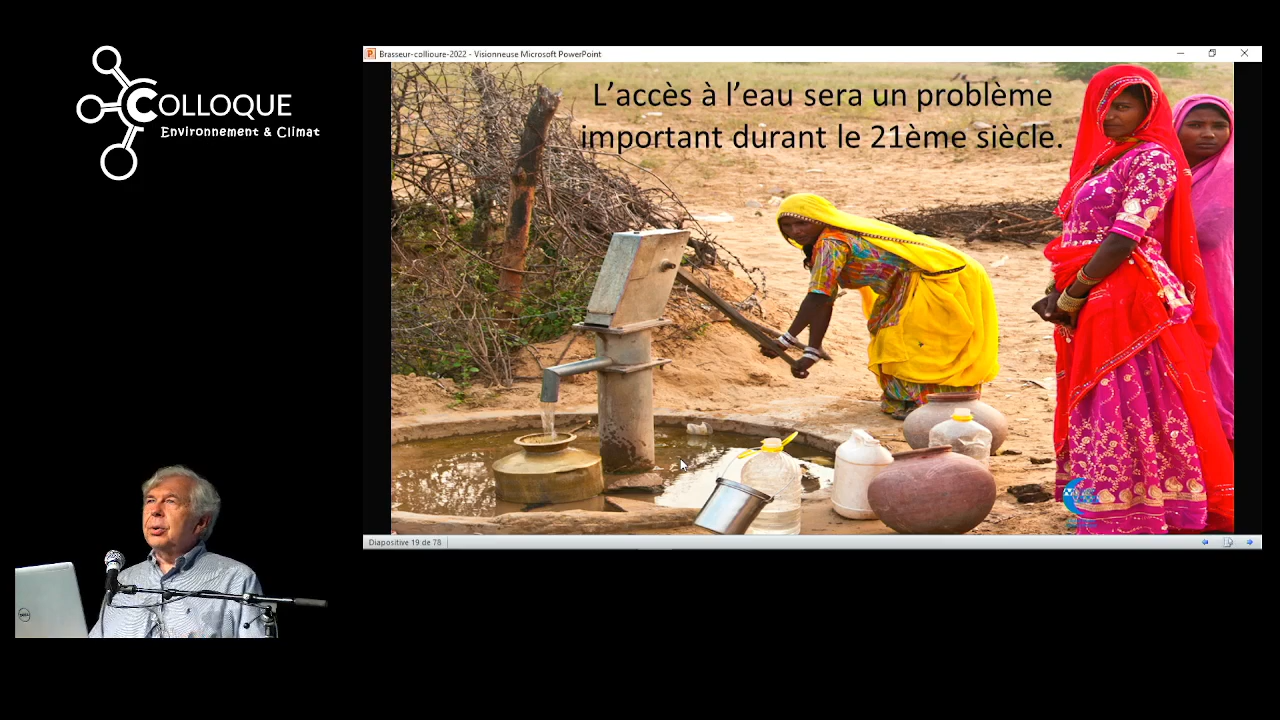 COLLOQUE
Environnement & Climat
Brasseur-collioure-2022 - Visionneuse Microsoft PowerPoint
L'accès à l'eau sera un problème
important durant le 21ème siècle.
Diapositive 19 de 78
DELL